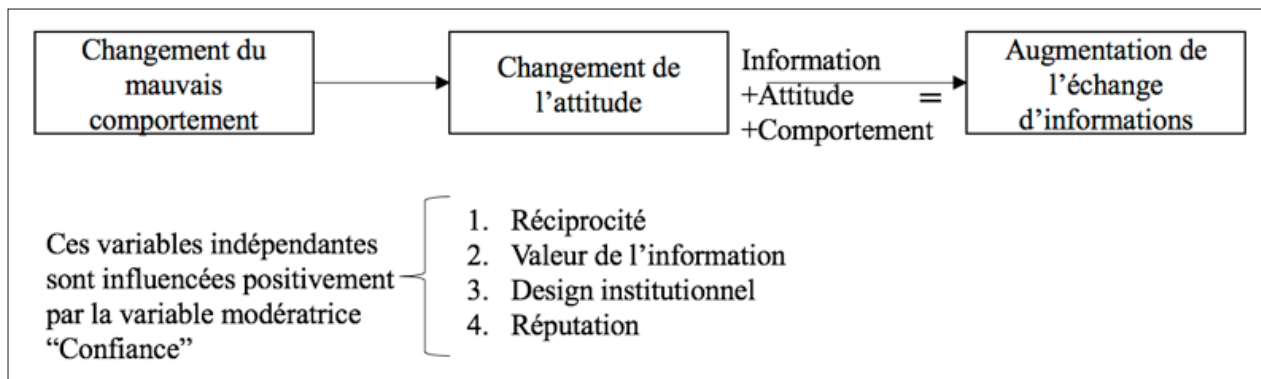 Changement du
mauvais
comportement
Changement de
l’attitude
Information
+Attitude =
+Comportement
Augmentation de
l’échange
d’informations
Ces variables indépendantes
sont influencées positivement
par la variable modératrice
“Confiance”
1. Réciprocité
2. Valeur de l’information
3. Design institutionnel
4. Réputation